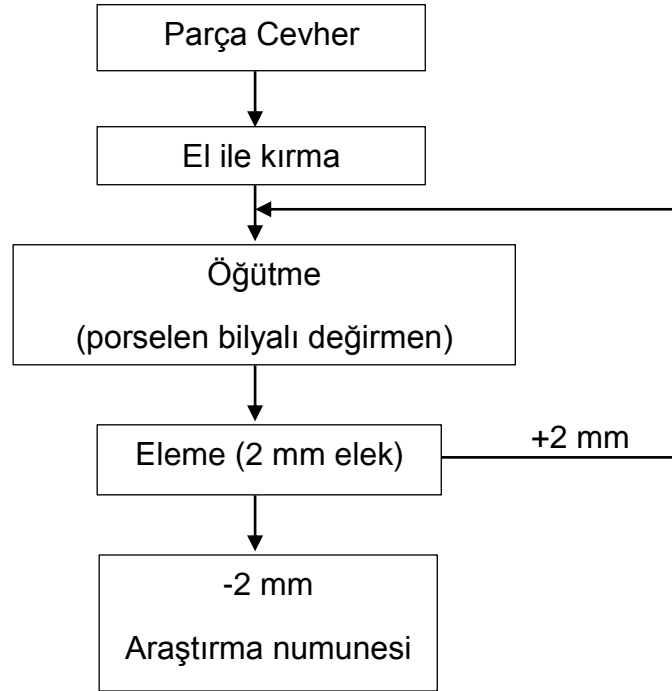 Parça Cevher
El ile kırma
Öğütme
(porselen bilyalı değirmen)
Eleme (2 mm elek)
+2 mm
-2 mm
Araştırma numunesi